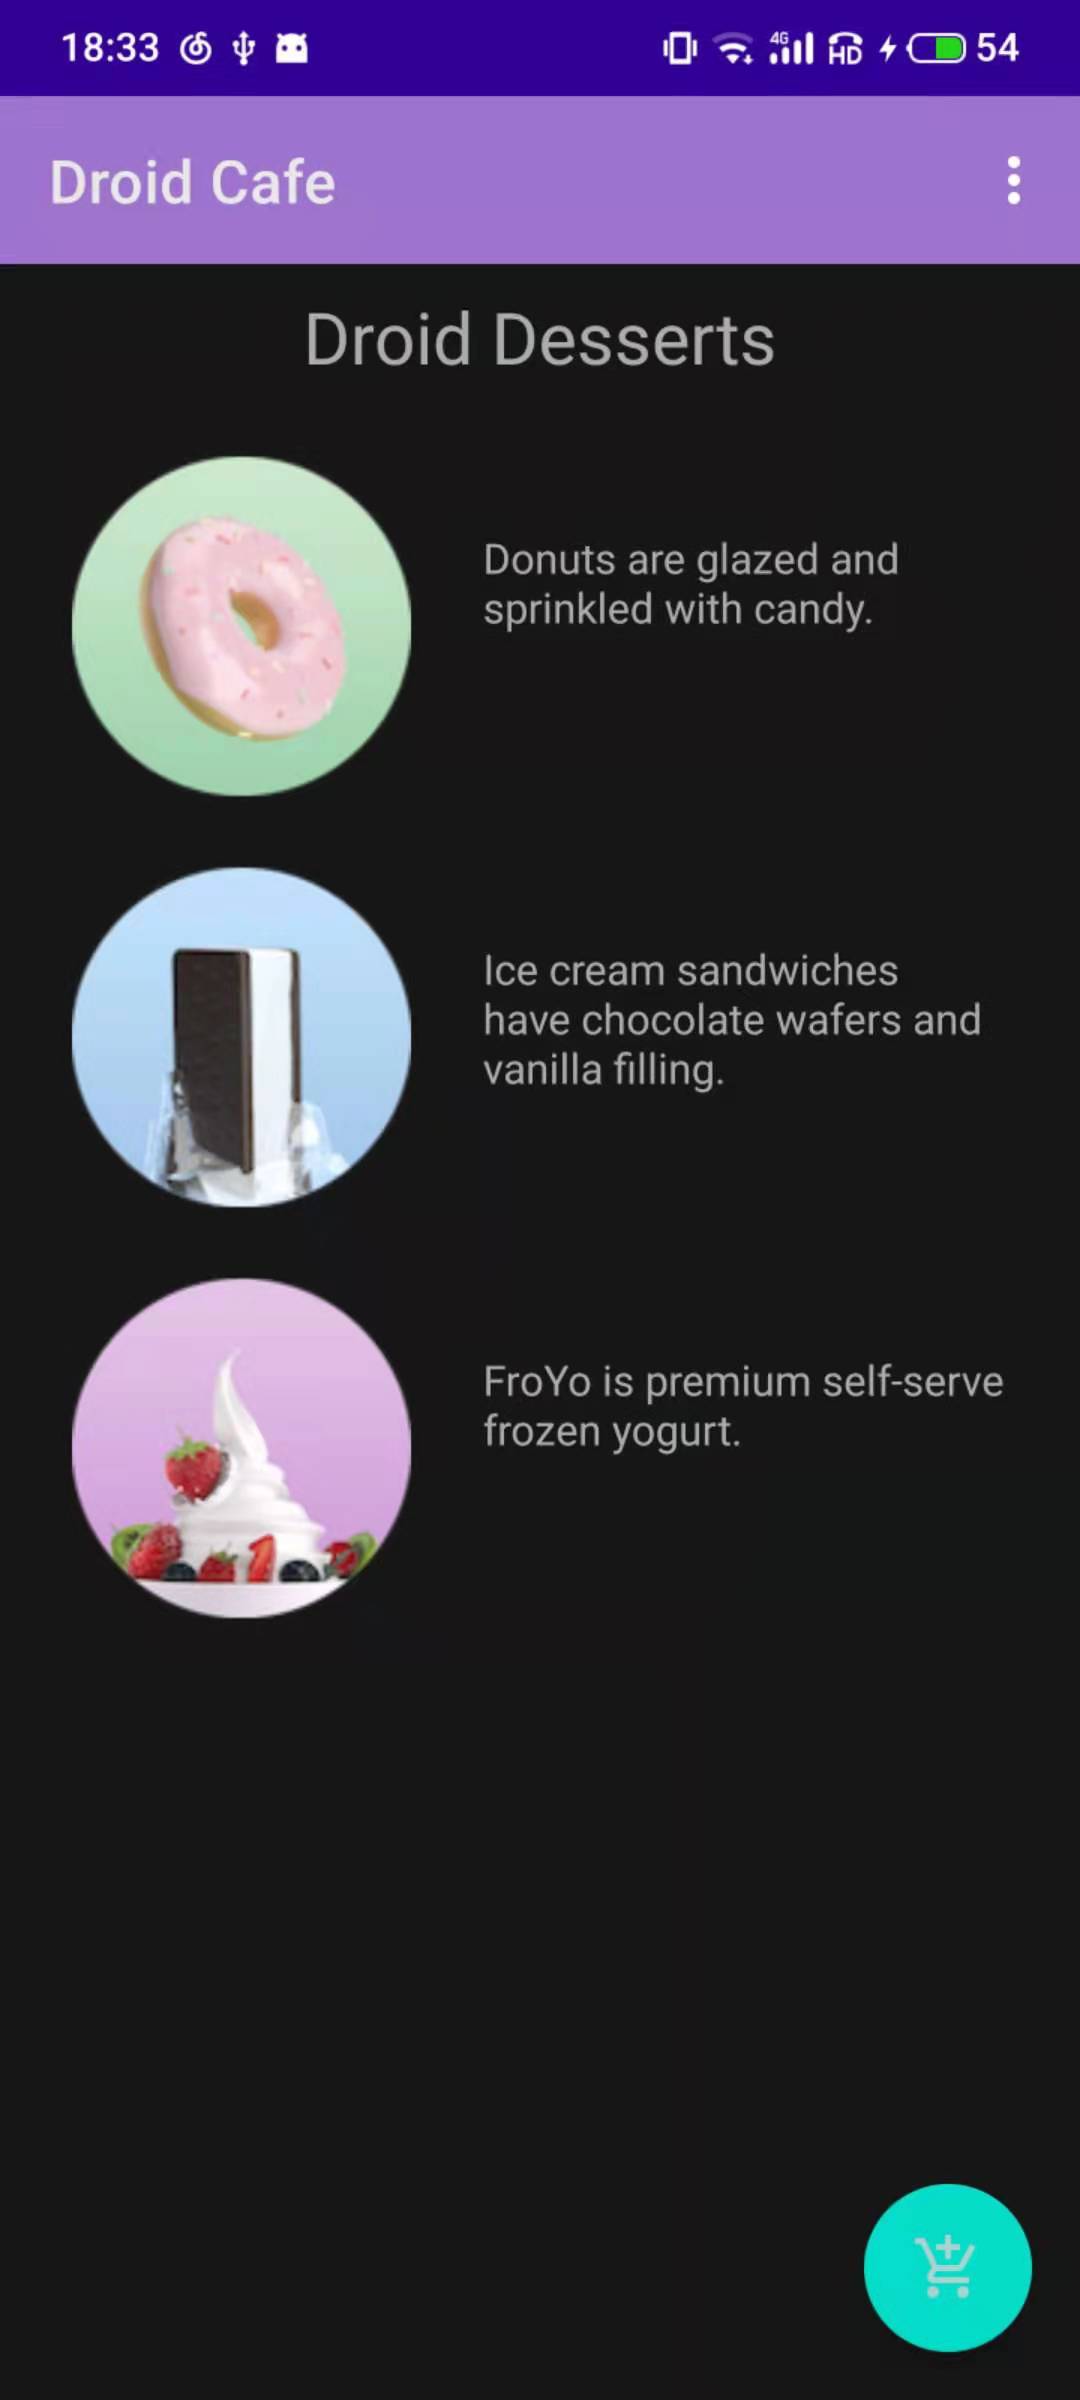 18:33
4G HD 54
Droid Cafe
Droid Desserts
Donuts are glazed and
sprinkled with candy.
Ice cream sandwiches
have chocolate wafers and
vanilla filling.
FroYo is premium self-serve
frozen yogurt.